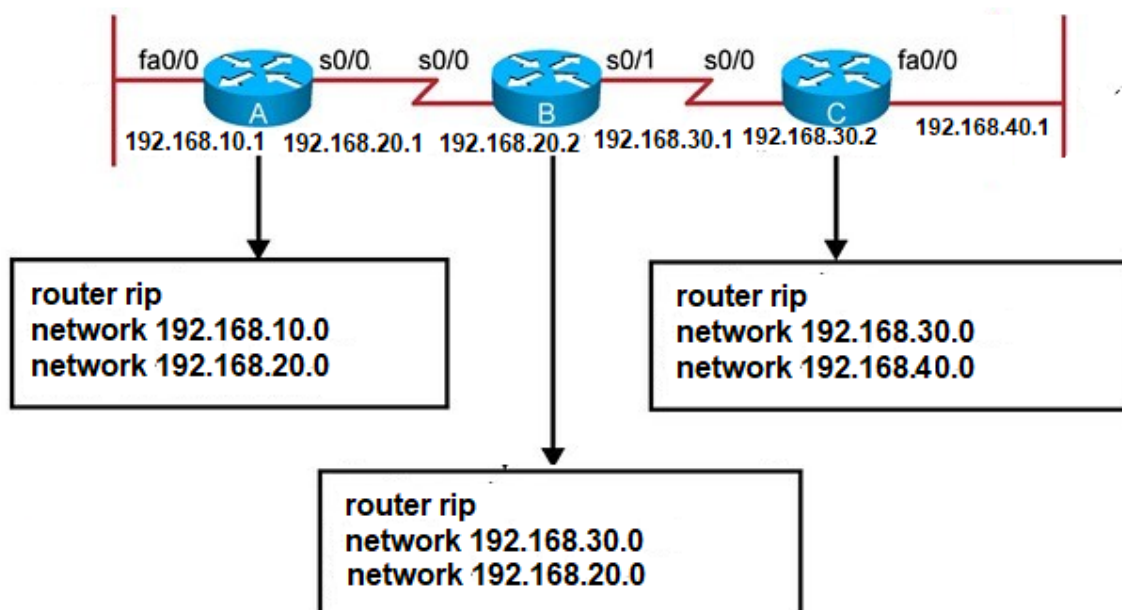 fa0/0 s0/0 s0/0 s0/1 s0/0 fa0/0
A B C
192.168.10.1 192.168.20.1 192.168.20.2 192.168.30.1 192.168.30.2 192.168.40.1
router rip
network 192.168.10.0
network 192.168.20.0
router rip
network 192.168.30.0
network 192.168.40.0
router rip
network 192.168.30.0
network 192.168.20.0